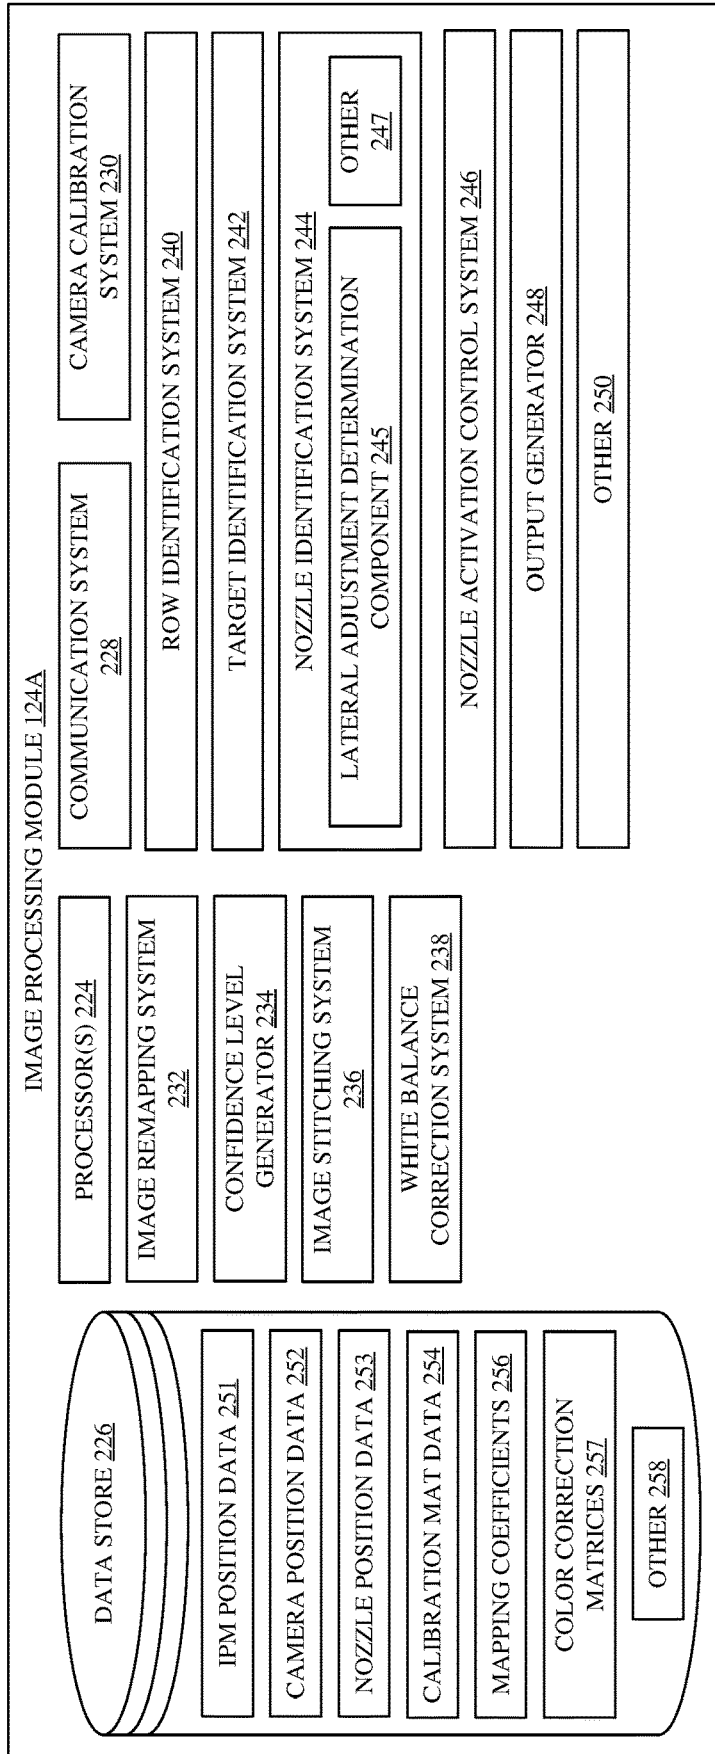 IMAGE PROCESSING MODULE 124A
DATA STORE 226
IPM POSITION DATA 251
CAMERA POSITION DATA 252
NOZZLE POSITION DATA 253
CALIBRATION MAT DATA 254
MAPPING COEFFICIENTS 256
COLOR CORRECTION
MATRICES 257
OTHER 258
PROCESSOR(S) 224
IMAGE REMAPPING SYSTEM
232
CONFIDENCE LEVEL
GENERATOR 234
IMAGE STITCHING SYSTEM
236
WHITE BALANCE
CORRECTION SYSTEM 238
COMMUNICATION SYSTEM
228
CAMERA CALIBRATION
SYSTEM 230
ROW IDENTIFICATION SYSTEM 240
TARGET IDENTIFICATION SYSTEM 242
NOZZLE IDENTIFICATION SYSTEM 244
LATERAL ADJUSTMENT DETERMINATION
COMPONENT 245
OTHER
247
NOZZLE ACTIVATION CONTROL SYSTEM 246
OUTPUT GENERATOR 248
OTHER 250